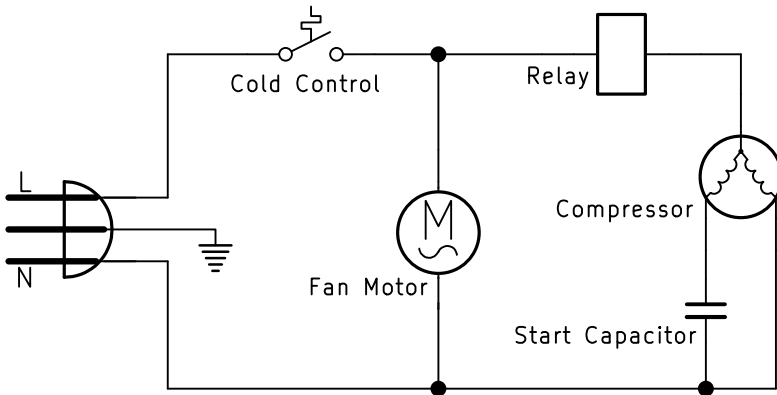 Cold Control
Relay
L
Compressor
M
N
Fan Motor
Start Capacitor